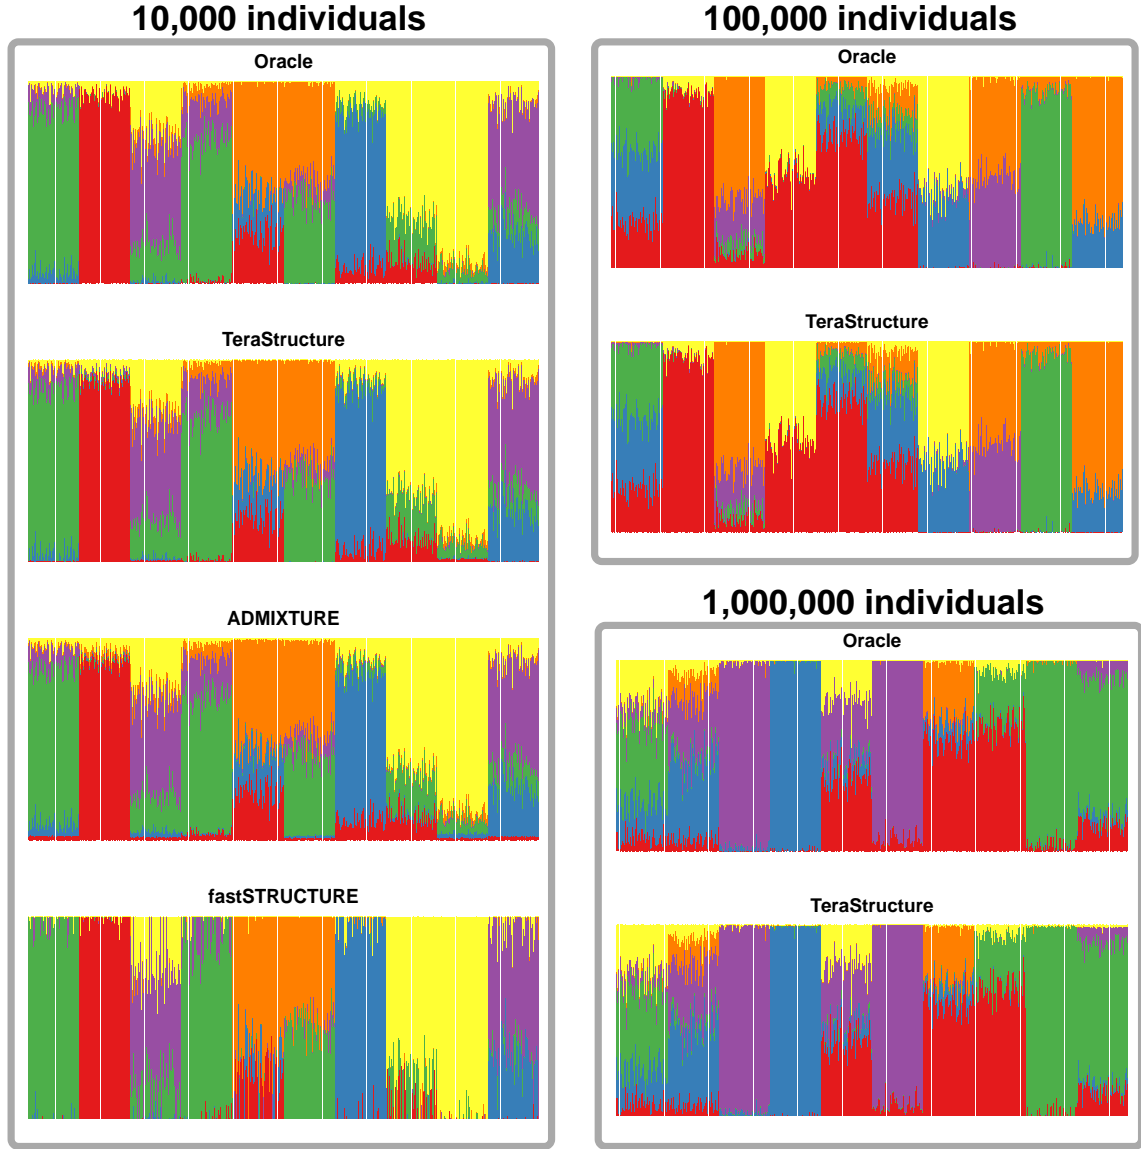 10,000 individuals
Oracle
TeraStructure
ADMIXTURE
fastSTRUCTURE
100,000 individuals
Oracle
TeraStructure
1,000,000 individuals
Oracle
TeraStructure